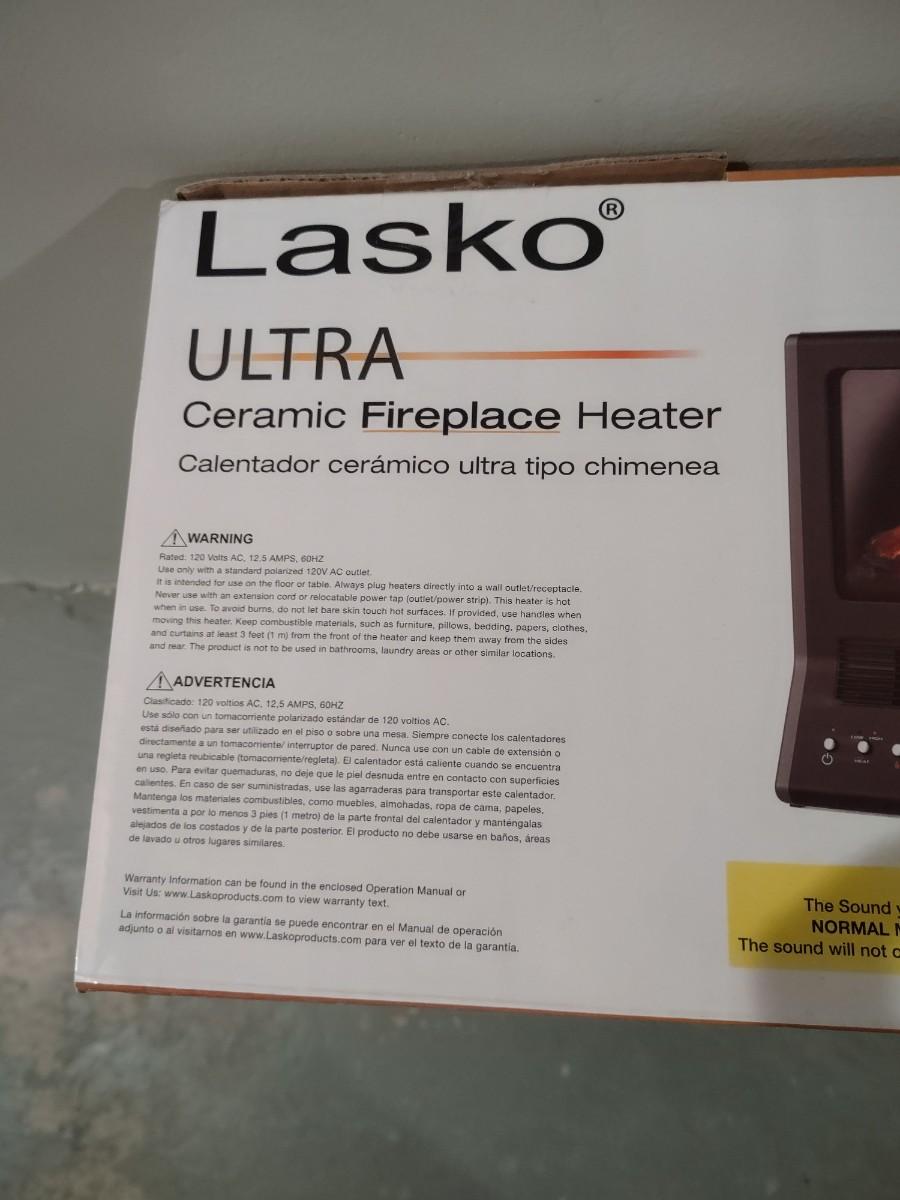 Lasko®
ULTRA
Ceramic Fireplace Heater
Calentador cerámico ultra tipo chimenea
WARNING
Rated: 120 Volts AC, 12.5 AMPS, 60HZ
Use only with a standard polarized 120V AC outlet.
It is intended for use on the floor or table. Always plug heaters directly into a wall outlet/receptacle.
Never use with an extension cord or relocatable power tap (outlet/power strip). This heater is hot
when in use. To avoid burns, do not let bare skin touch hot surfaces. If provided, use handles when
moving this heater. Keep combustible materials, such as furniture, pillows, bedding, papers, clothes,
and curtains at least 3 feet (1 m) from the front of the heater and keep them away from the sides
and rear. The product is not to be used in bathrooms, laundry areas or other similar locations.
ADVERTENCIA
Clasificado: 120 voltios AC, 12,5 AMPS, 60HZ
Use sólo con un tomacorriente polarizado estándar de 120 voltios AC.
está diseñado para ser utilizado en el piso o sobre una mesa. Siempre conecte los calentadores
directamente a un tomacorriente/ interruptor de pared. Nunca use con un cable de extensión o
una regleta reubicable (tomacorriente/regleta). El calentador está caliente cuando se encuentra
en uso. Para evitar quemaduras, no deje que le piel desnuda entre en contacto con superficies
calientes. En caso de ser suministradas, use las agarraderas para transportar este calentador.
Mantenga los materiales combustibles, como muebles, almohadas, ropa de cama, papeles,
vestimenta a por lo menos 3 pies (1 metro) de la parte frontal del calentador y manténgalas
alejados de los costados y de la parte posterior. El producto no debe usarse en baños, áreas
de lavado u otros lugares similares.
Warranty Information can be found in the enclosed Operation Manual or
Visit Us: www.Laskoproducts.com to view warranty text.
La información sobre la garantía se puede encontrar en el Manual de operación
adjunto o al visitarnos en www.Laskoproducts.com para ver el texto de la garantía.
LOW HIGH
HEAT
The Sound
NORMAL
The sound will not